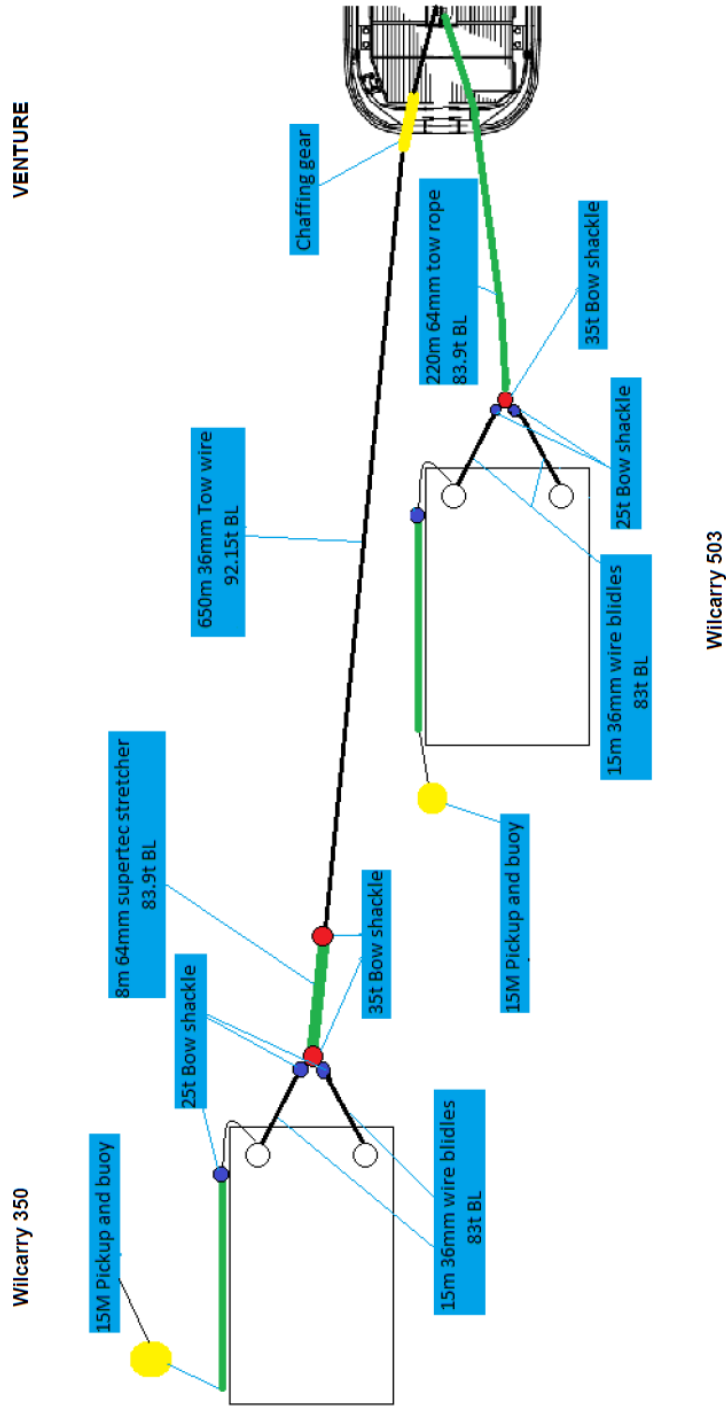 Wilcarry 350
VENTURE
15M Pickup and buoy
25t Bow shackle
8m 64mm supertec stretcher
83.9t BL
650m 36mm Tow wire
92.15t BL
Chaffing gear
15m 36mm wire blidles
83t BL
35t Bow shackle
15M Pickup and buoy
220m 64mm tow rope
83.9t BL
15m 36mm wire blidles
83t BL
25t Bow shackle
35t Bow shackle
Wilcarry 503